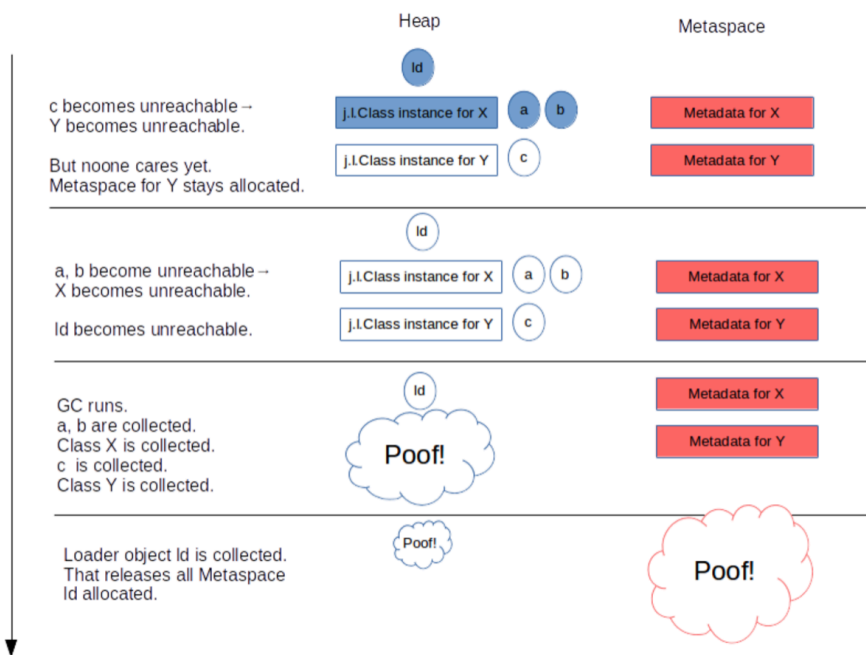 Heap
Metaspace
ld
c becomes unreachable→
Y becomes unreachable.
j.l.Class instance for X
a
b
Metadata for X
But noone cares yet.
Metaspace for Y stays allocated.
j.l.Class instance for Y
c
Metadata for Y
ld
a, b become unreachable→
X becomes unreachable.
j.l.Class instance for X
a
b
Metadata for X
ld becomes unreachable.
j.l.Class instance for Y
c
Metadata for Y
ld
Metadata for X
GC runs.
a, b are collected.
Class X is collected.
c is collected.
Class Y is collected.
Poof!
Metadata for Y
Loader object ld is collected.
That releases all Metaspace
ld allocated.
Poof!
Poof!